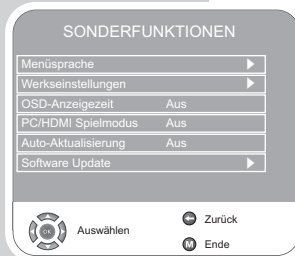 SONDERFUNKTIONEN
Menüsprache
Werkseinstellungen
OSD-Anzeigezeit Aus
PC/HDMI Spielmodus Aus
Auto-Aktualisierung Aus
Software Update
OK Auswählen
Zurück
M Ende